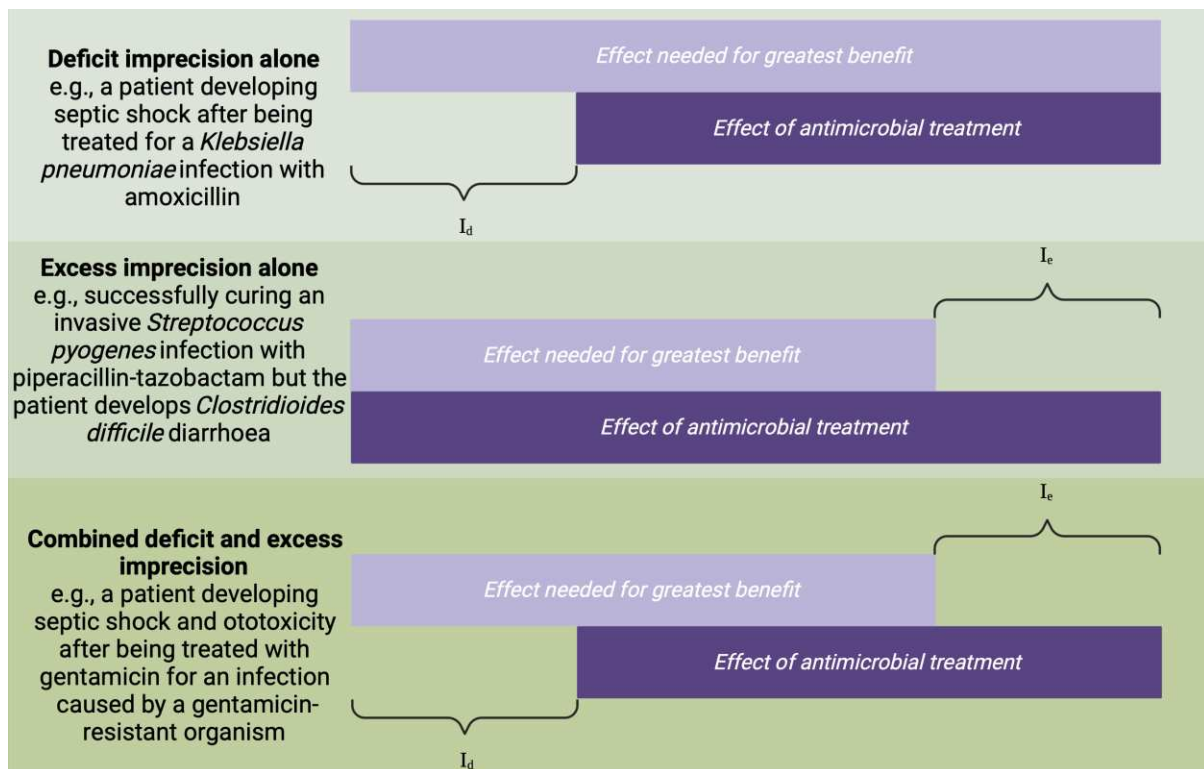 Deficit imprecision alone
e.g., a patient developing
septic shock after being
treated for a Klebsiella
pneumoniae infection with
amoxicillin
Effect needed for greatest benefit
Effect of antimicrobial treatment
Id
Excess imprecision alone
e.g., successfully curing an
invasive Streptococcus
pyogenes infection with
piperacillin-tazobactam but the
patient develops Clostridioides
difficile diarrhoea
Ie
Effect needed for greatest benefit
Effect of antimicrobial treatment
Combined deficit and excess
imprecision
e.g., a patient developing
septic shock and ototoxicity
after being treated with
gentamicin for an infection
caused by a gentamicin-
resistant organism
Ie
Effect needed for greatest benefit
Effect of antimicrobial treatment
Id